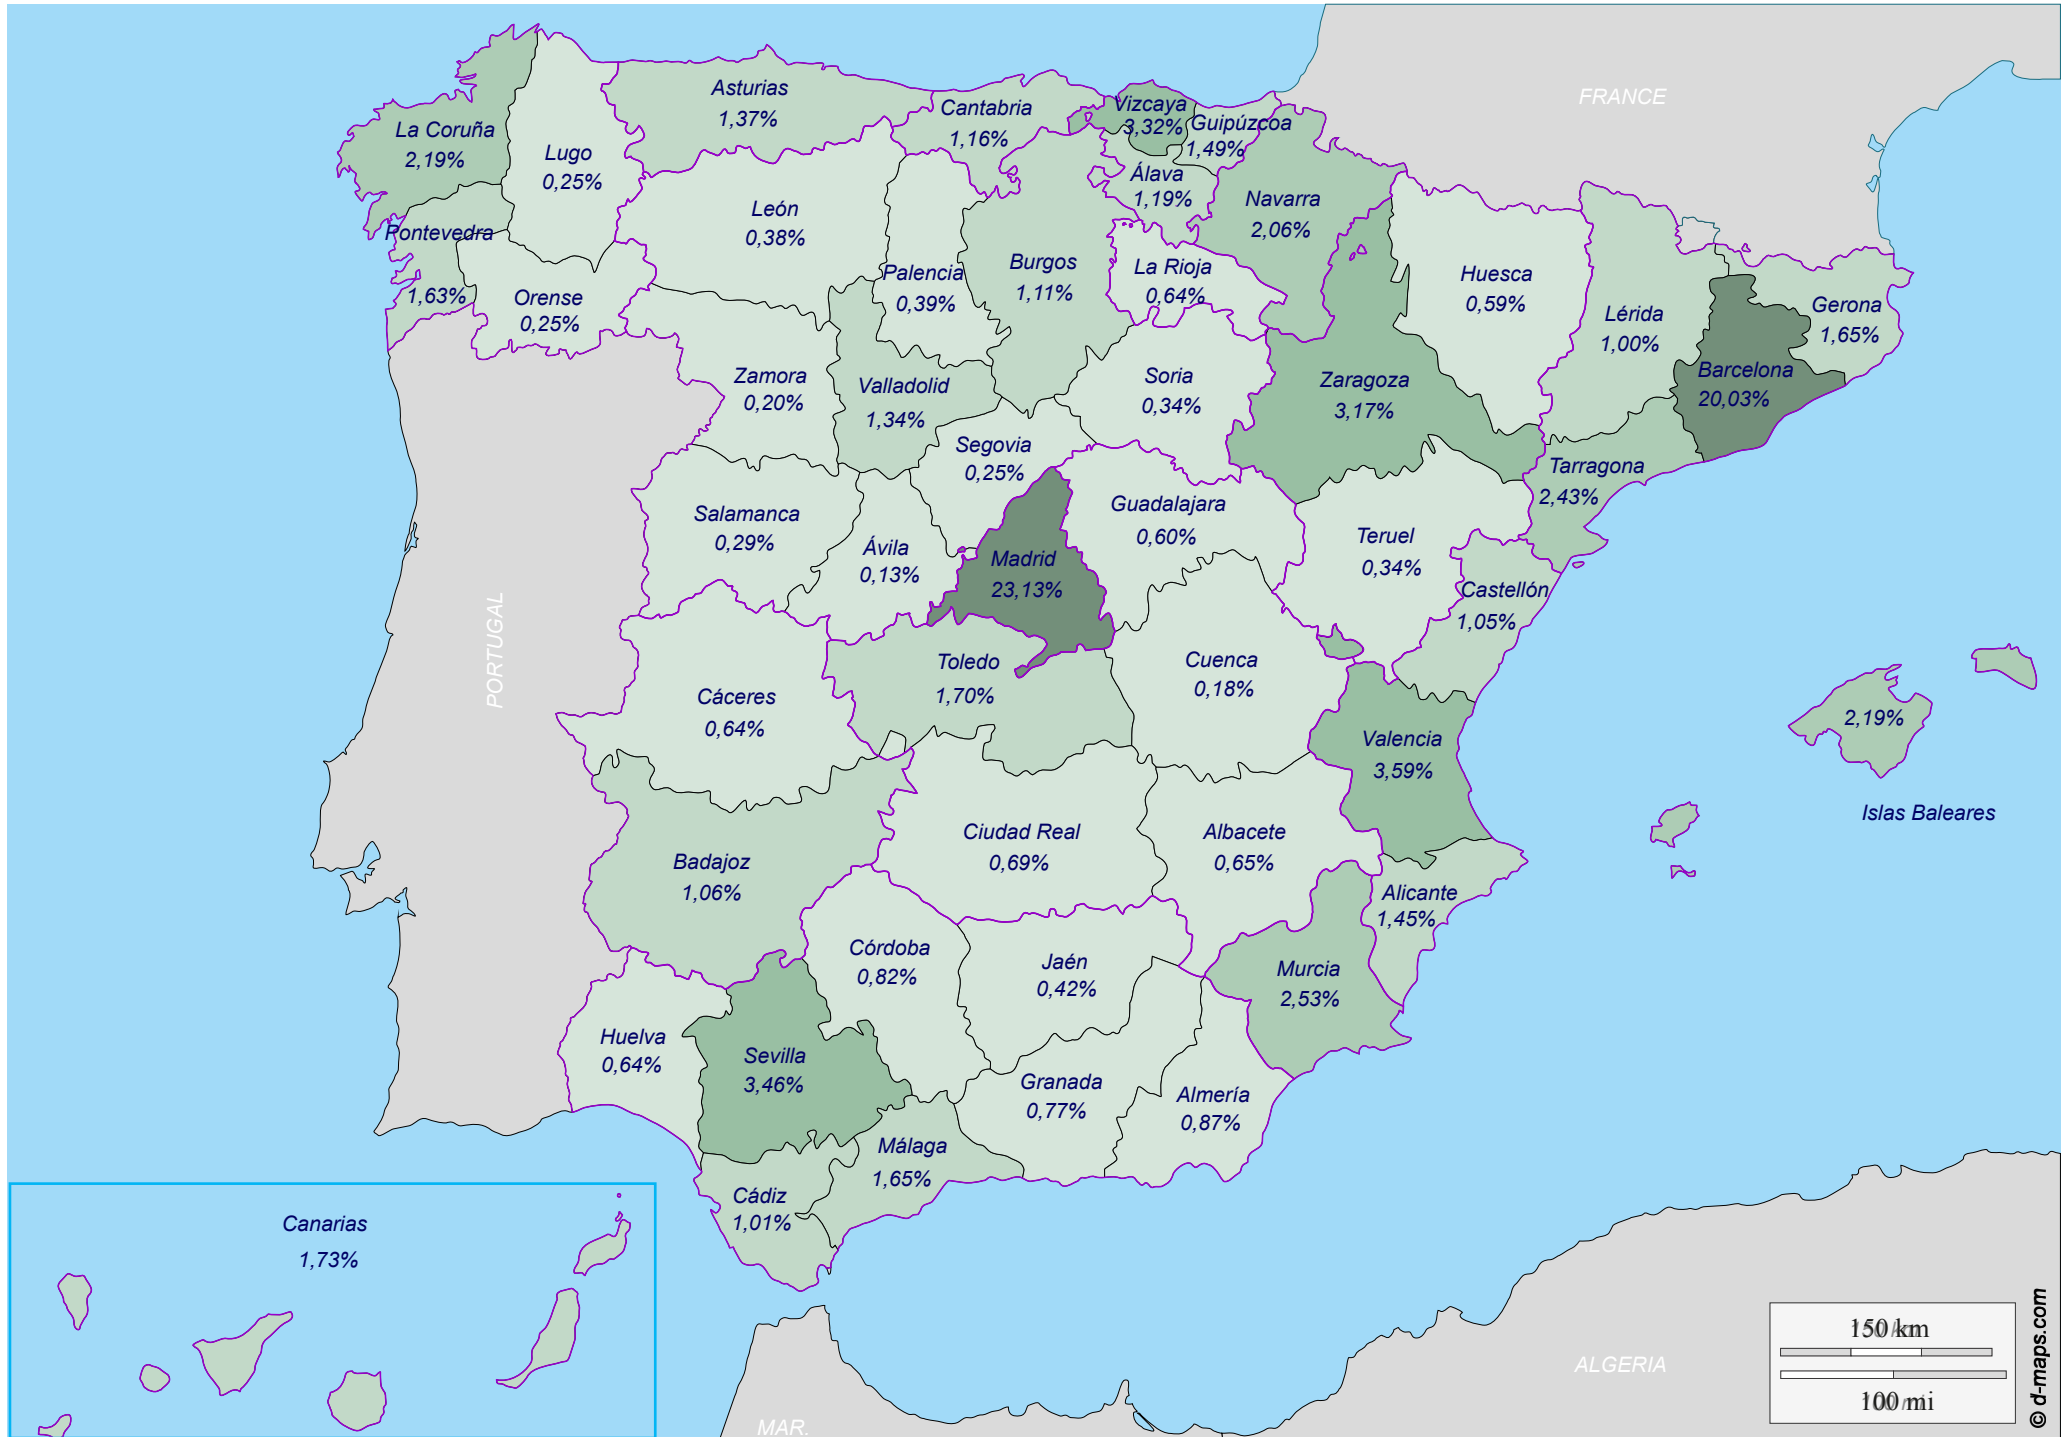 FRANCE
Asturias
1,37%
Cantabria
1,16%
Vizcaya
3,32%
Guipúzcoa
1,49%
La Coruña
2,19%
Lugo
0,25%
Álava
1,19%
Navarra
2,06%
León
0,38%
Pontevedra
1,63%
Orense
0,25%
Palencia
0,39%
Burgos
1,11%
La Rioja
0,64%
Huesca
0,59%
Lérida
1,00%
Gerona
1,65%
Barcelona
20,03%
Zamora
0,20%
Valladolid
1,34%
Soria
0,34%
Zaragoza
3,17%
Segovia
0,25%
Tarragona
2,43%
Salamanca
0,29%
Ávila
0,13%
Madrid
23,13%
Guadalajara
0,60%
Teruel
0,34%
Castellón
1,05%
PORTUGAL
Cáceres
0,64%
Toledo
1,70%
Cuenca
0,18%
Valencia
3,59%
2,19%
Islas Baleares
Badajoz
1,06%
Ciudad Real
0,69%
Albacete
0,65%
Alicante
1,45%
Córdoba
0,82%
Jaén
0,42%
Murcia
2,53%
Huelva
0,64%
Sevilla
3,46%
Granada
0,77%
Almería
0,87%
Málaga
1,65%
Cádiz
1,01%
Canarias
1,73%
MAR.
ALGERIA
150 km
100 mi
© d-maps.com